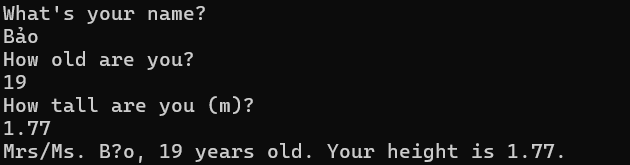 What's your name?
Bảo
How old are you?
19
How tall are you (m)?
1.77
Mrs/Ms. B?o, 19 years old. Your height is 1.77.